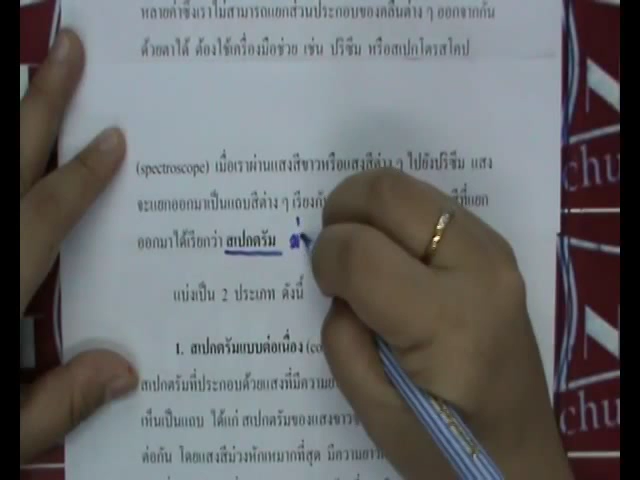 หลายค่าซึ่งเราไม่สามารถแยกส่วนประกอบของคลื่นต่าง ๆ ออกจากกัน
ด้วยตาได้ ต้องใช้เครื่องมือช่วย เช่น ปริซึม หรือสเปกโตรสโคป
(spectroscope) เมื่อเราผ่านแสงสีขาวหรือแสงสีต่าง ๆ ไปยังปริซึม แสง
จะแยกออกมาเป็นแถบสีต่าง ๆ เรียงกัน ที่แยก
ออกมาได้เรียกว่า สเปกตรัม
แบ่งเป็น 2 ประเภท ดังนี้
1. สเปกตรัมแบบต่อเนื่อง (co
สเปกตรัมที่ประกอบด้วยแสงที่มีความ
เห็นเป็นแถบ ได้แก่ สเปกตรัมของแสงขาว
ต่อกัน โดยแสงสีม่วงหักเหมากที่สุด มีความยาว
chu
chu